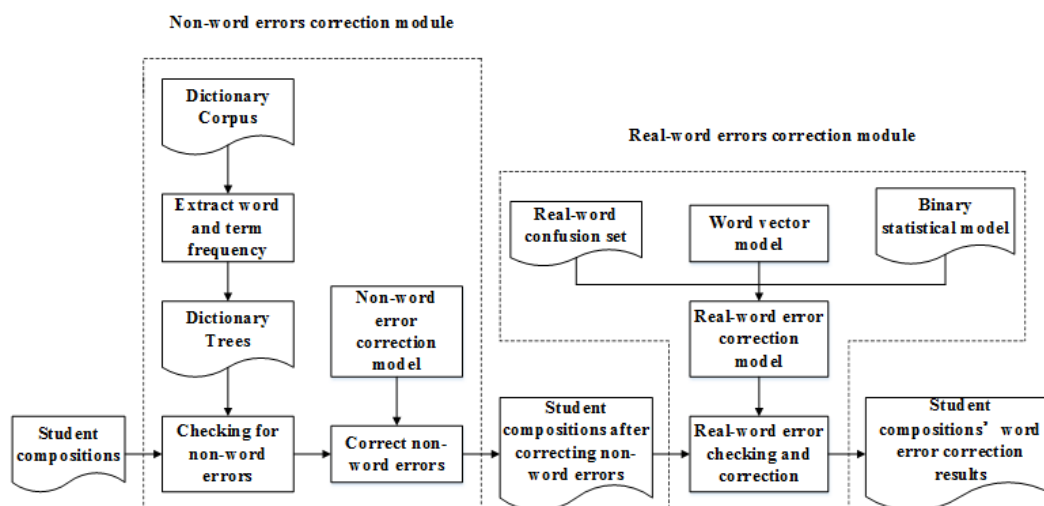 Non-word errors correction module
Dictionary
Corpus
Extract word
and term
frequency
Dictionary
Trees
Non-word
error
correction
model
Student
compositions
Checking for
non-word
errors
Correct non-
word errors
Real-word errors correction module
Real-word
confusion set
Word vector
model
Binary
statistical model
Real-word error
correction
model
Student
compositions after
correcting non-
word errors
Real-word error
checking and
correction
Student
compositions’ word
error correction
results